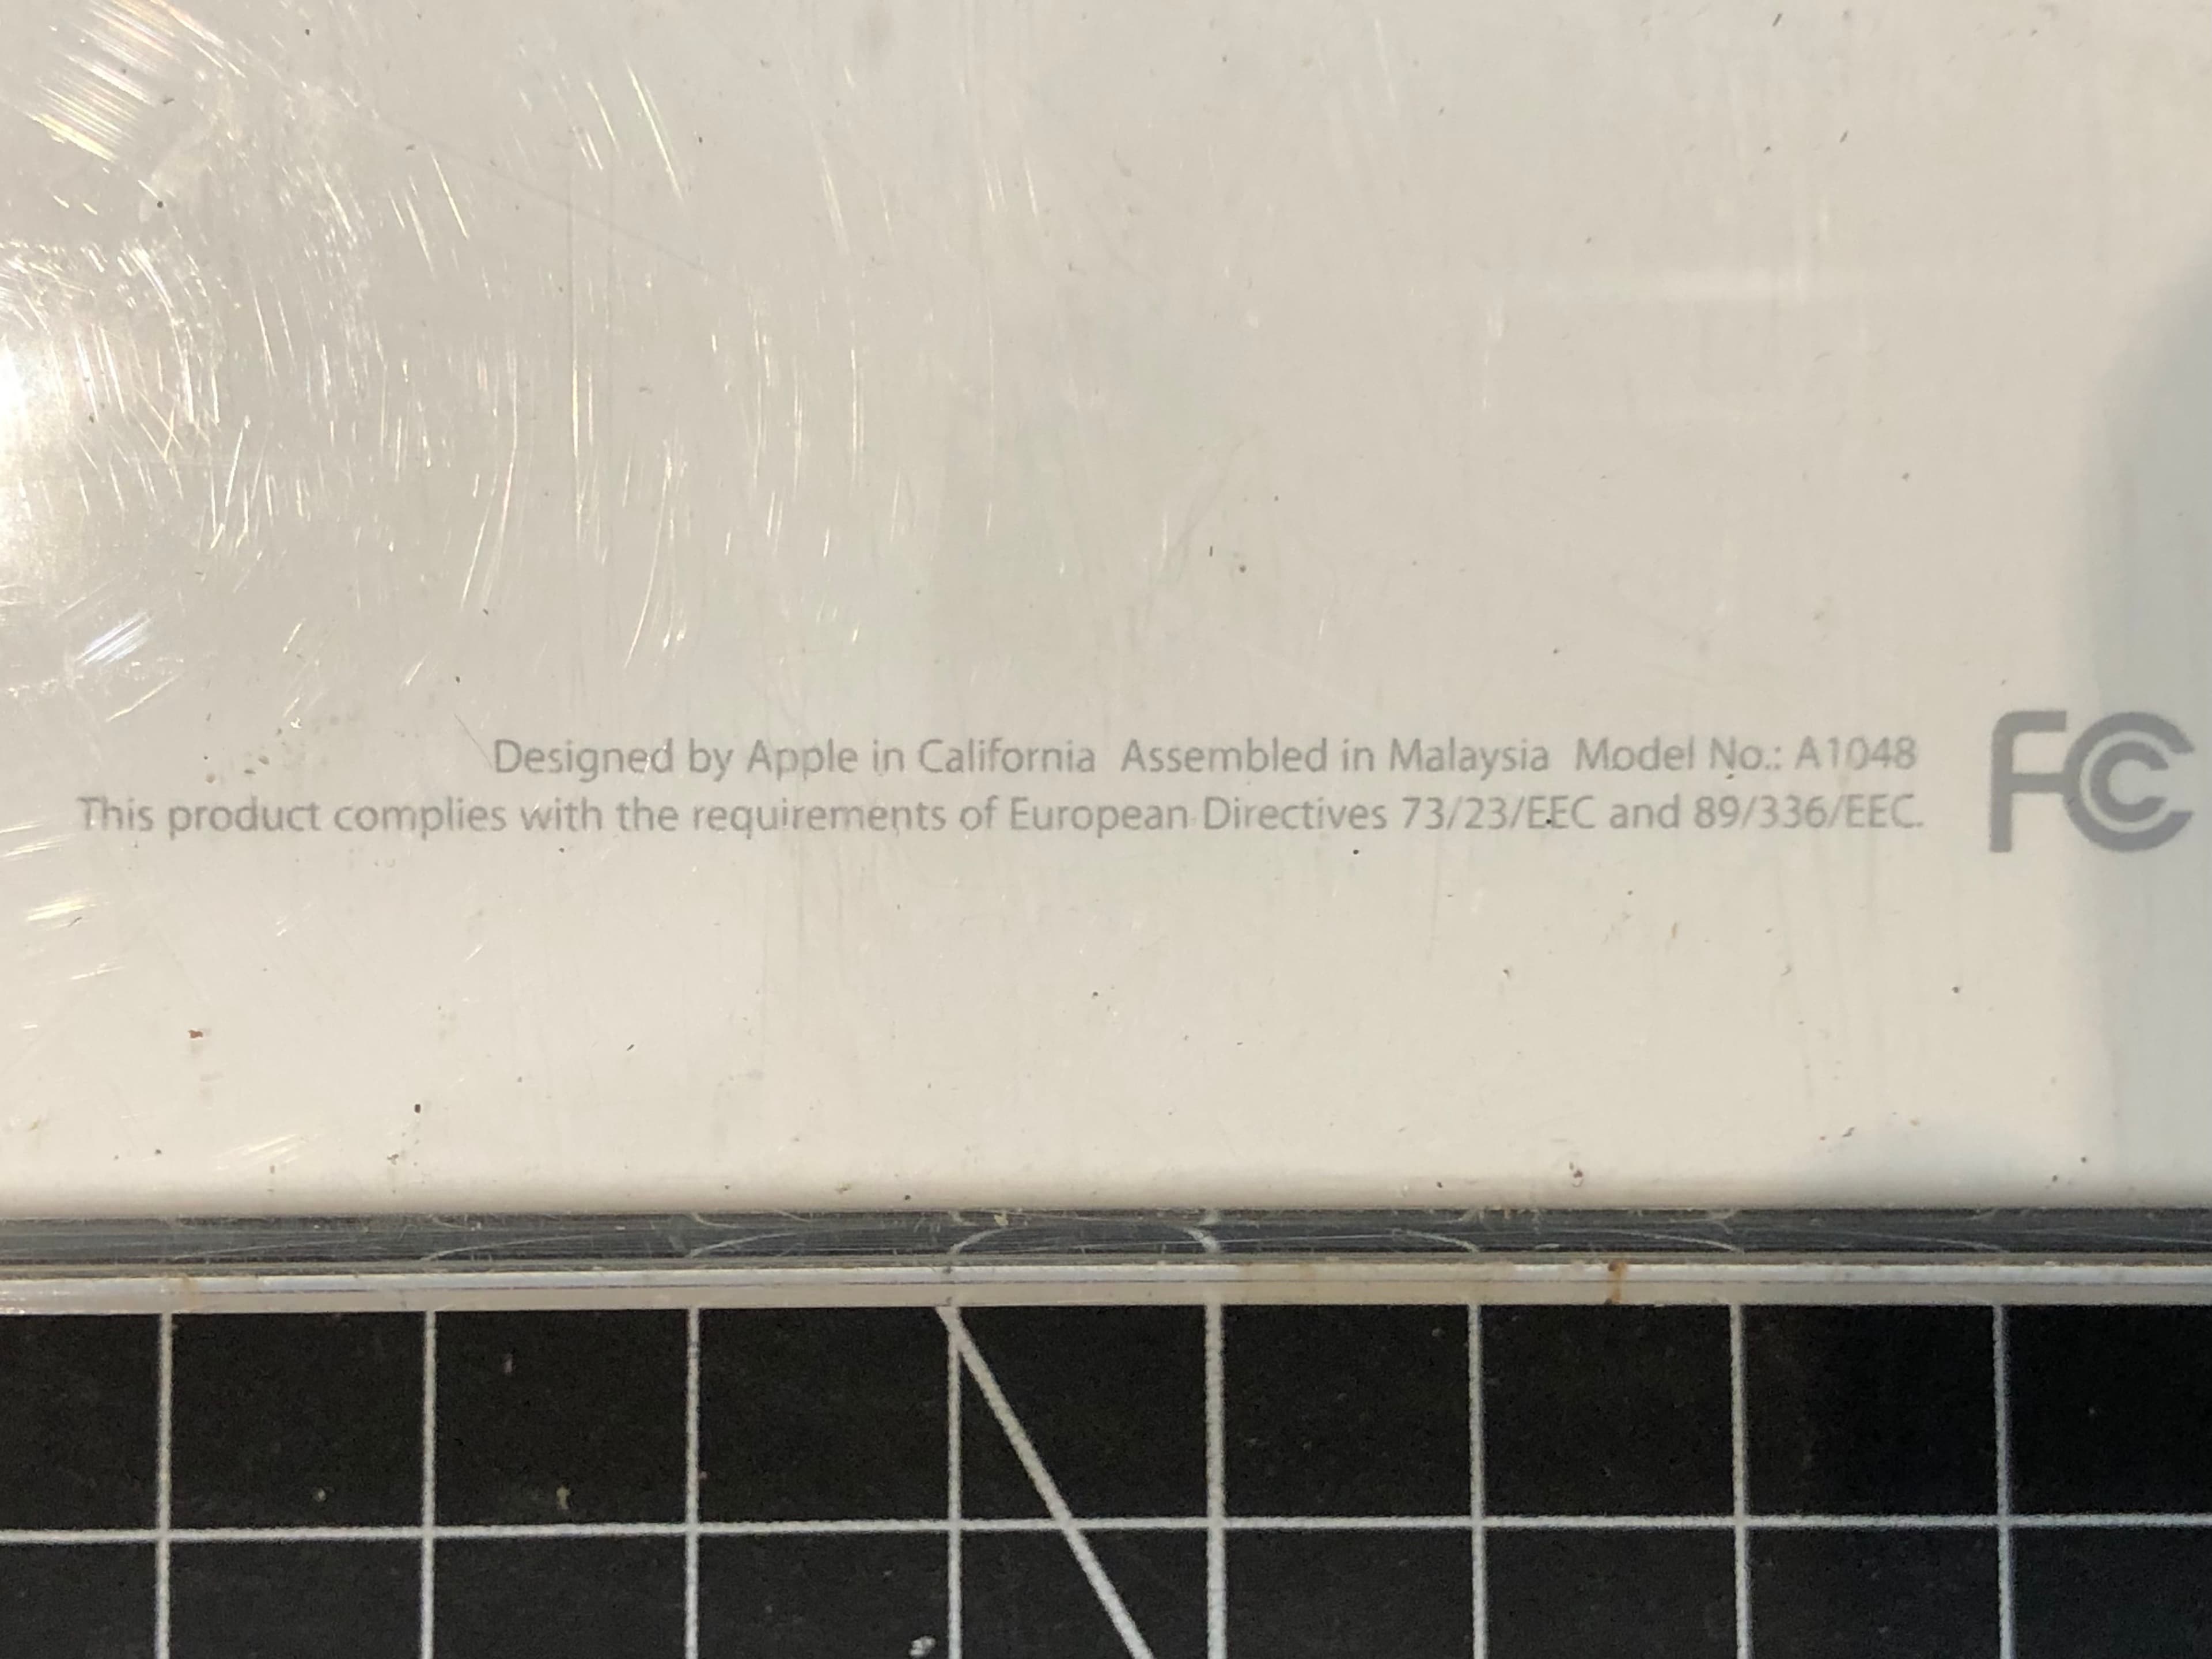 Designed by Apple in California  Assembled in Malaysia  Model No.: A1048
This product complies with the requirements of European Directives 73/23/EEC and 89/336/EEC.
FC